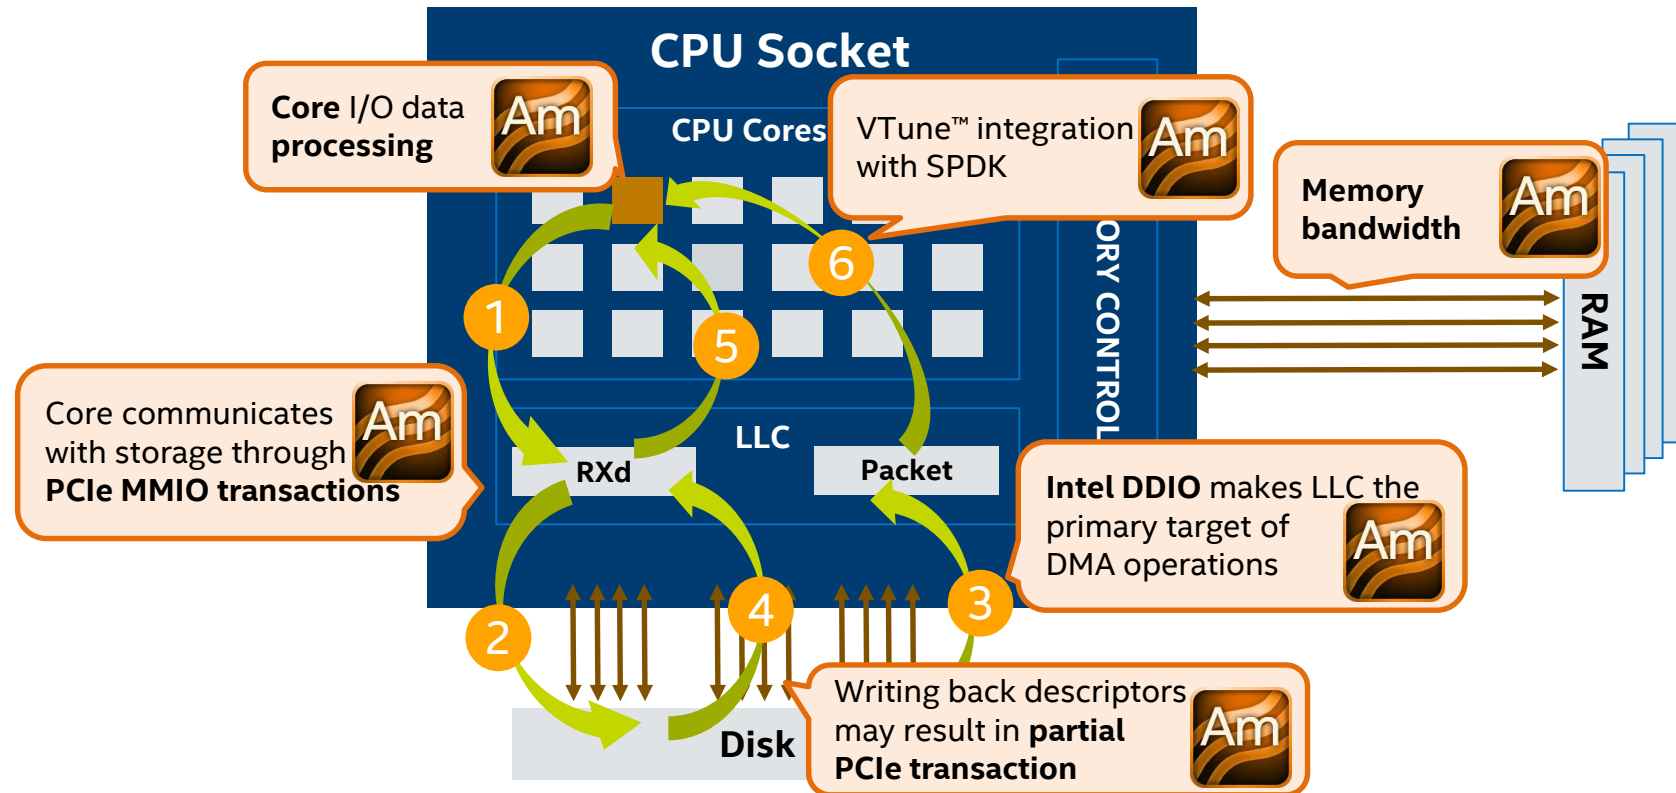 CPU Socket
Core I/O data
processing
Am
CPU Cores
VTune™ integration
with SPDK
Am
Memory
bandwidth
Am
6
1
5
ORY CONTROL
RAM
Core communicates
with storage through
PCIe MMIO transactions
Am
LLC
RXd
Packet
Intel DDIO makes LLC the
primary target of
DMA operations
Am
2
4
3
Writing back descriptors
may result in partial
PCIe transaction
Am
Disk